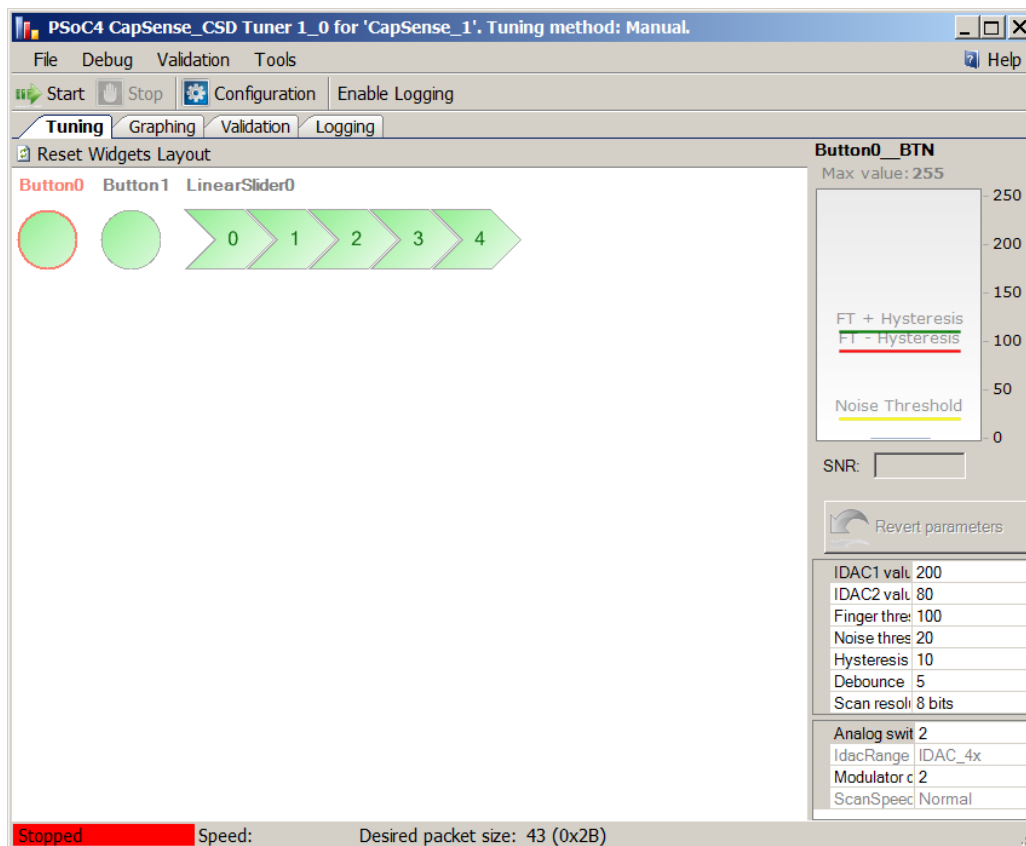 PSoC4 CapSense_CSD Tuner 1_0 for 'CapSense_1'. Tuning method: Manual.
File Debug Validation Tools Help
Start Stop Configuration Enable Logging
Tuning Graphing Validation Logging
Reset Widgets Layout
Button0 Button1 LinearSlider0
0 1 2 3 4
Button0__BTN
Max value: 255
250
200
150
FT + Hysteresis
FT - Hysteresis
100
50
Noise Threshold
0
SNR:
Revert parameters
IDAC1 valu 200
IDAC2 valu 80
Finger thres 100
Noise thres 20
Hysteresis 10
Debounce 5
Scan resolu 8 bits
Analog swit 2
IdacRange IDAC_4x
Modulator c 2
ScanSpeed Normal
Stopped Speed: Desired packet size: 43 (0x2B)